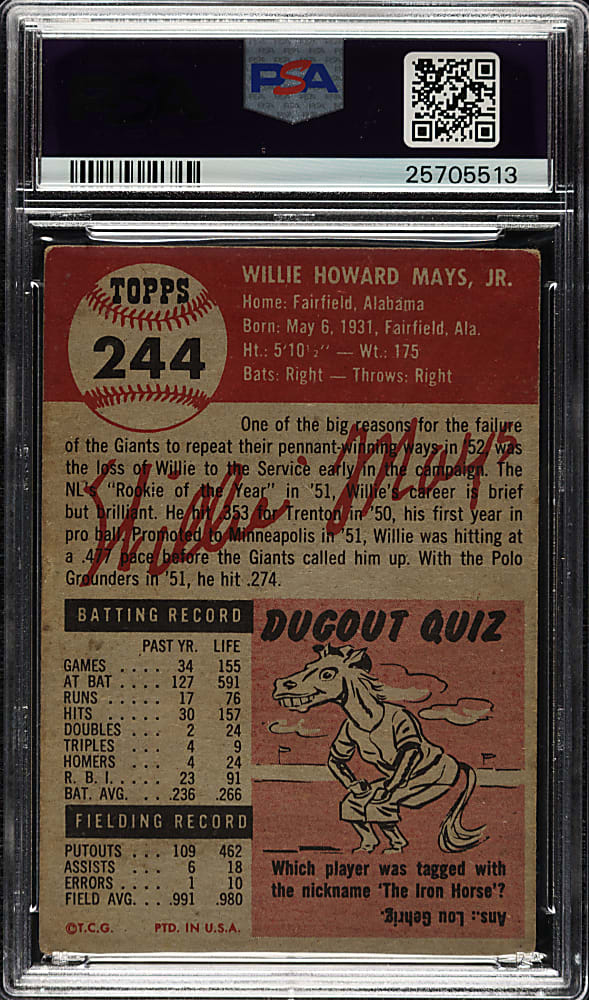 PSA
25705513
TOPPS
244
WILLIE HOWARD MAYS, JR.
Home: Fairfield, Alabama
Born: May 6, 1931, Fairfield, Ala.
Ht.: 5'10½" — Wt.: 175
Bats: Right — Throws: Right
One of the big reasons for the failure
of the Giants to repeat their pennant-winning ways in '52 was
the loss of Willie to the Service early in the campaign. The
NL's "Rookie of the Year" in '51, Willie's career is brief
but brilliant. He hit .353 for Trenton in '50, his first year in
pro ball. Promoted to Minneapolis in '51, Willie was hitting at
a .477 pace before the Giants called him up. With the Polo
Grounders in '51, he hit .274.
Willie Mays
BATTING RECORD
PAST YR. LIFE
GAMES .... 34 155
AT BAT .... 127 591
RUNS ..... 17 76
HITS ..... 30 157
DOUBLES ... 2 24
TRIPLES ... 4 9
HOMERS ... 4 24
R. B. I. .... 23 91
BAT. AVG. ... .236 .266
FIELDING RECORD
PUTOUTS ... 109 462
ASSISTS ... 6 18
ERRORS .... 1 10
FIELD AVG. ... .991 .980
©T.C.G. PTD. IN U.S.A.
DUGOUT QUIZ
Which player was tagged with
the nickname 'The Iron Horse'?
Ans.: Lou Gehrig.